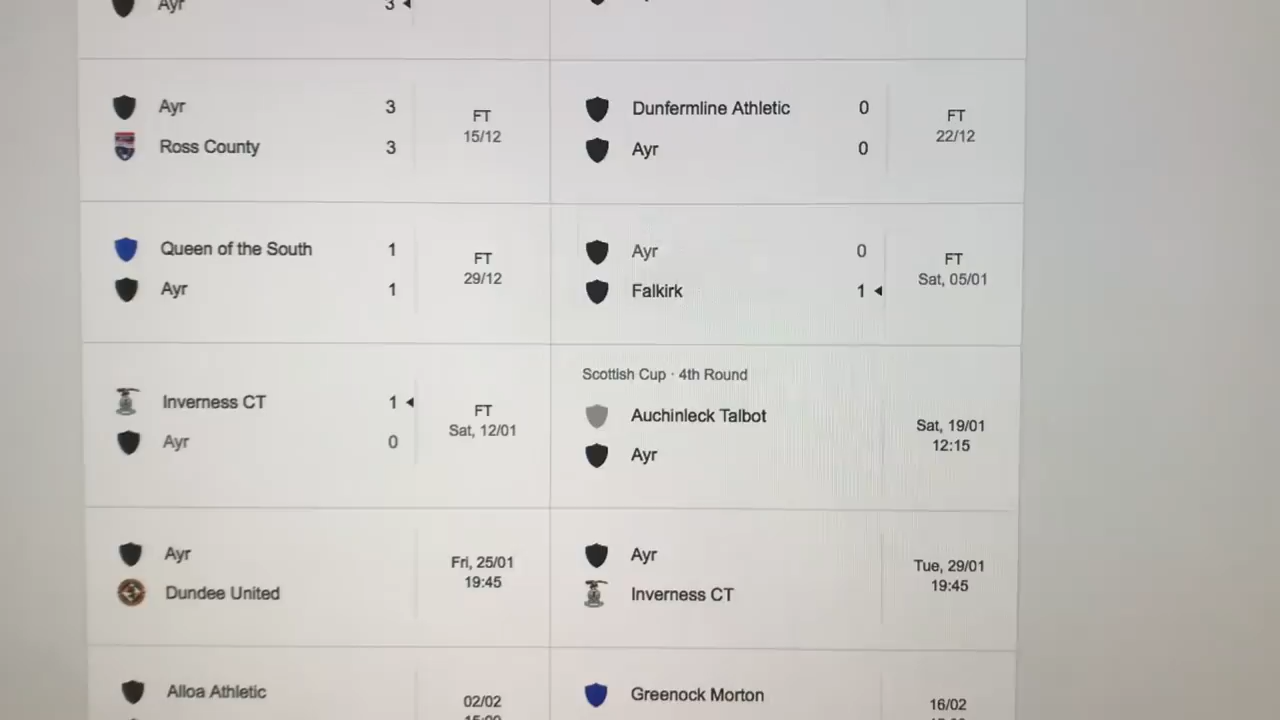 Ayr 3
Ayr 3
Ross County 3
FT
15/12
Dunfermline Athletic 0
Ayr 0
FT
22/12
Queen of the South 1
Ayr 1
FT
29/12
Ayr 0
Falkirk 1
FT
Sat, 05/01
Inverness CT 1
Ayr 0
FT
Sat, 12/01
Scottish Cup · 4th Round
Auchinleck Talbot
Ayr
Sat, 19/01
12:15
Ayr
Dundee United
Fri, 25/01
19:45
Ayr
Inverness CT
Tue, 29/01
19:45
Alloa Athletic
02/02
Greenock Morton
16/02